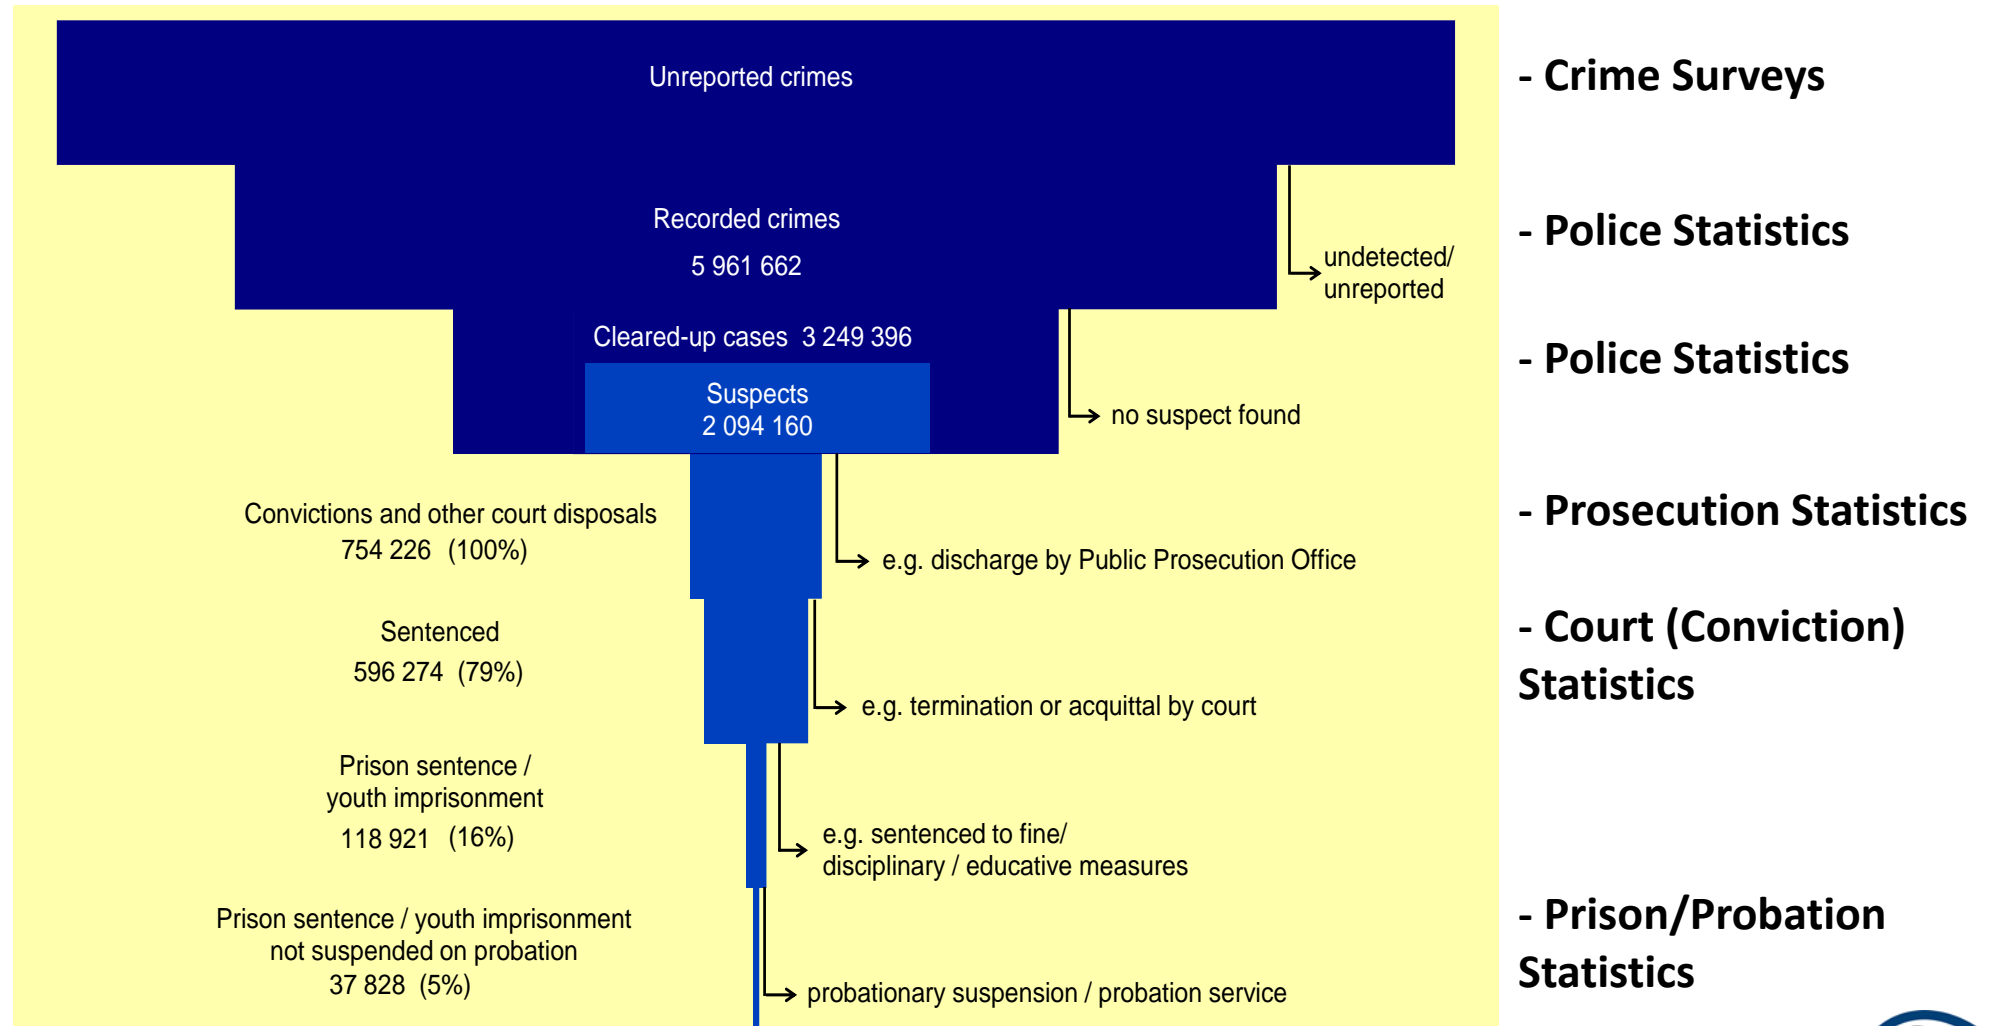 Unreported crimes
- Crime Surveys
Recorded crimes
5 961 662
- Police Statistics
undetected/
unreported
Cleared-up cases 3 249 396
- Police Statistics
Suspects
2 094 160
no suspect found
Convictions and other court disposals
754 226 (100%)
- Prosecution Statistics
e.g. discharge by Public Prosecution Office
Sentenced
596 274 (79%)
- Court (Conviction)
Statistics
e.g. termination or acquittal by court
Prison sentence /
youth imprisonment
118 921 (16%)
e.g. sentenced to fine/
disciplinary / educative measures
Prison sentence / youth imprisonment
not suspended on probation
37 828 (5%)
- Prison/Probation
Statistics
probationary suspension / probation service